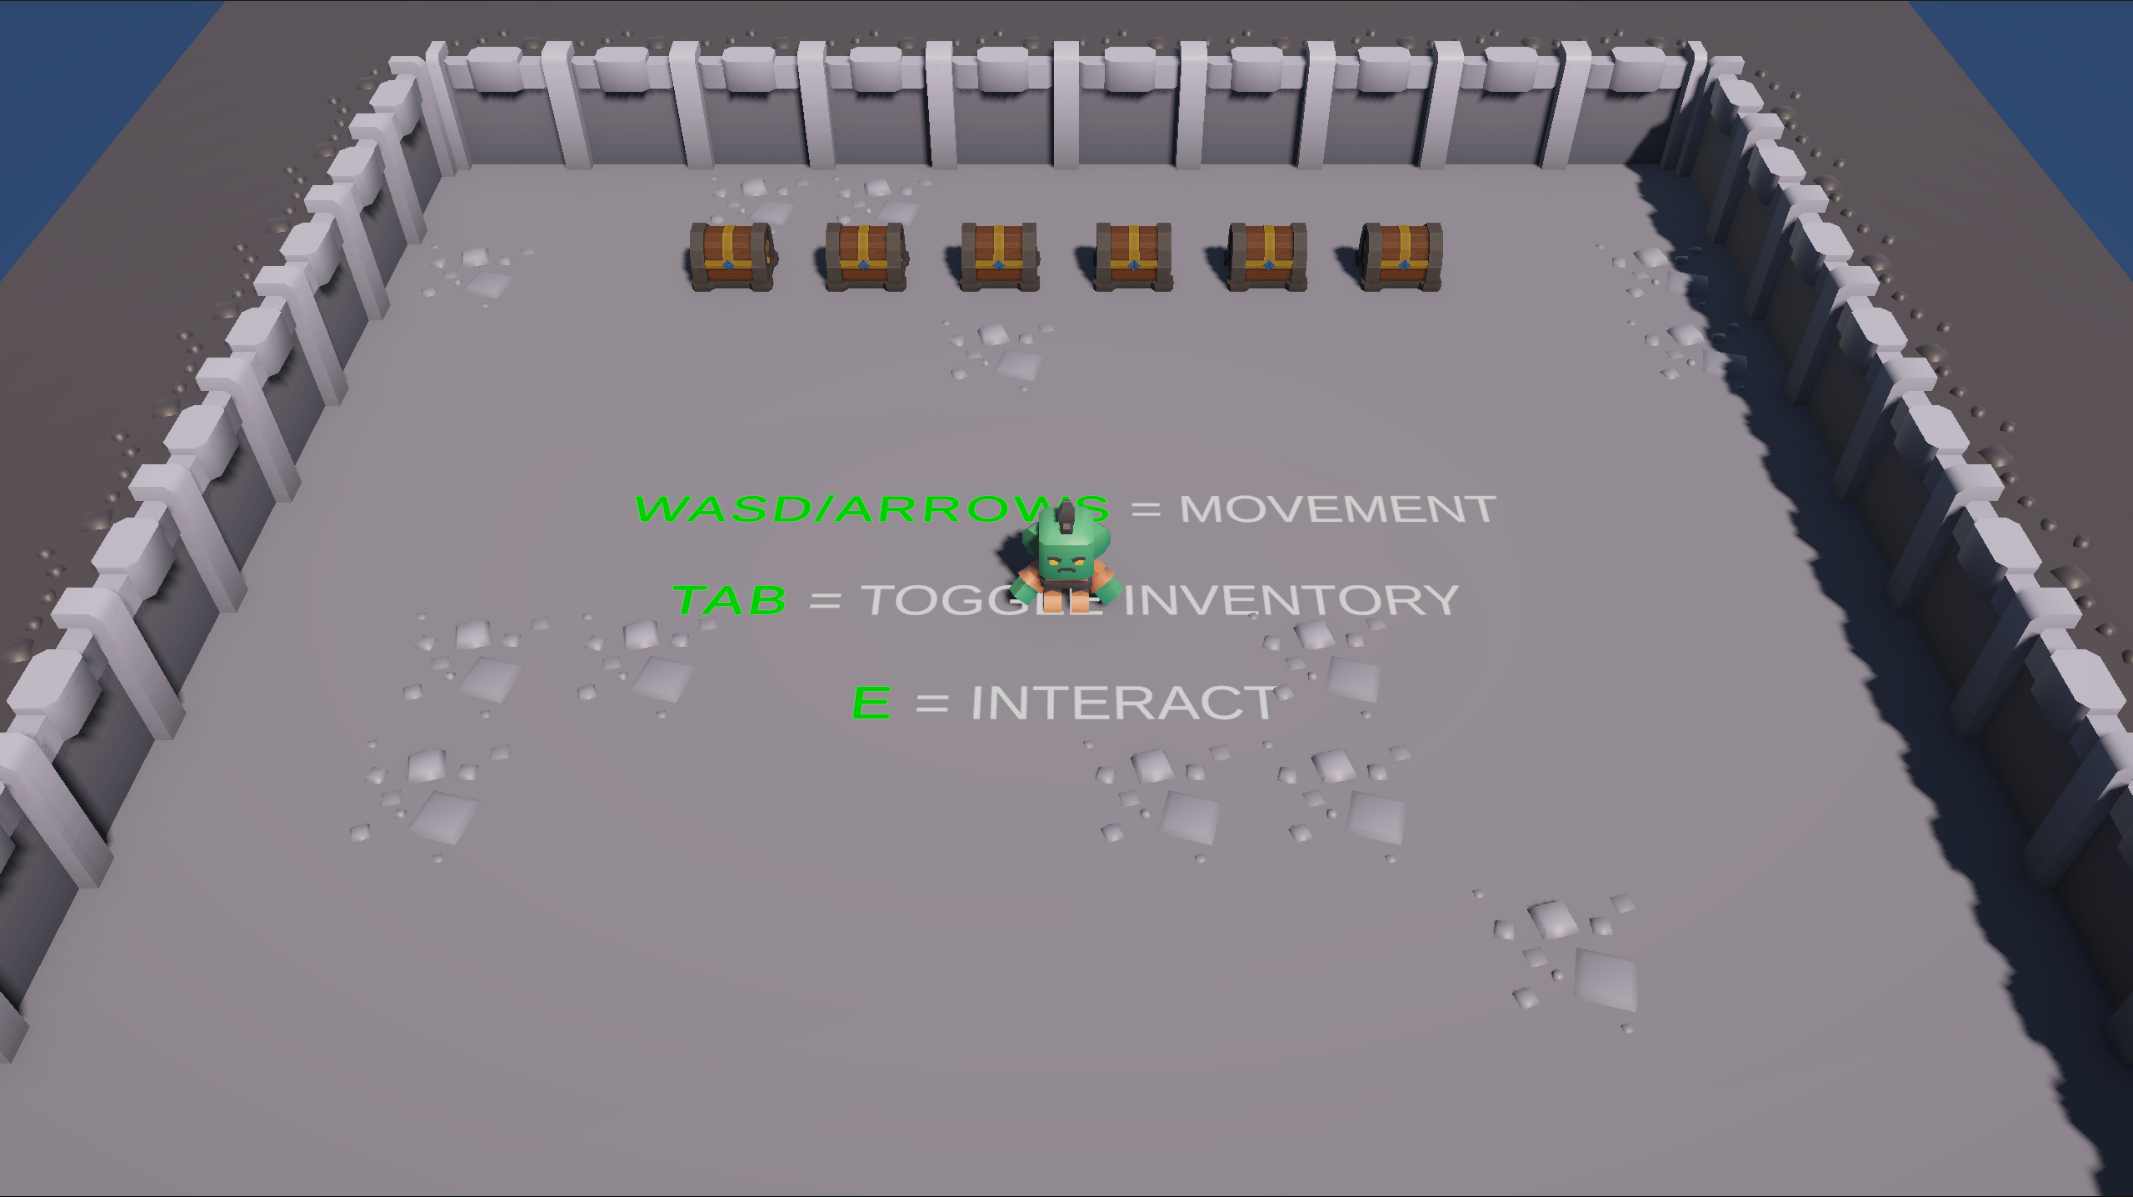 WASD/ARROWS = MOVEMENT
TAB = TOGGLE INVENTORY
E = INTERACT